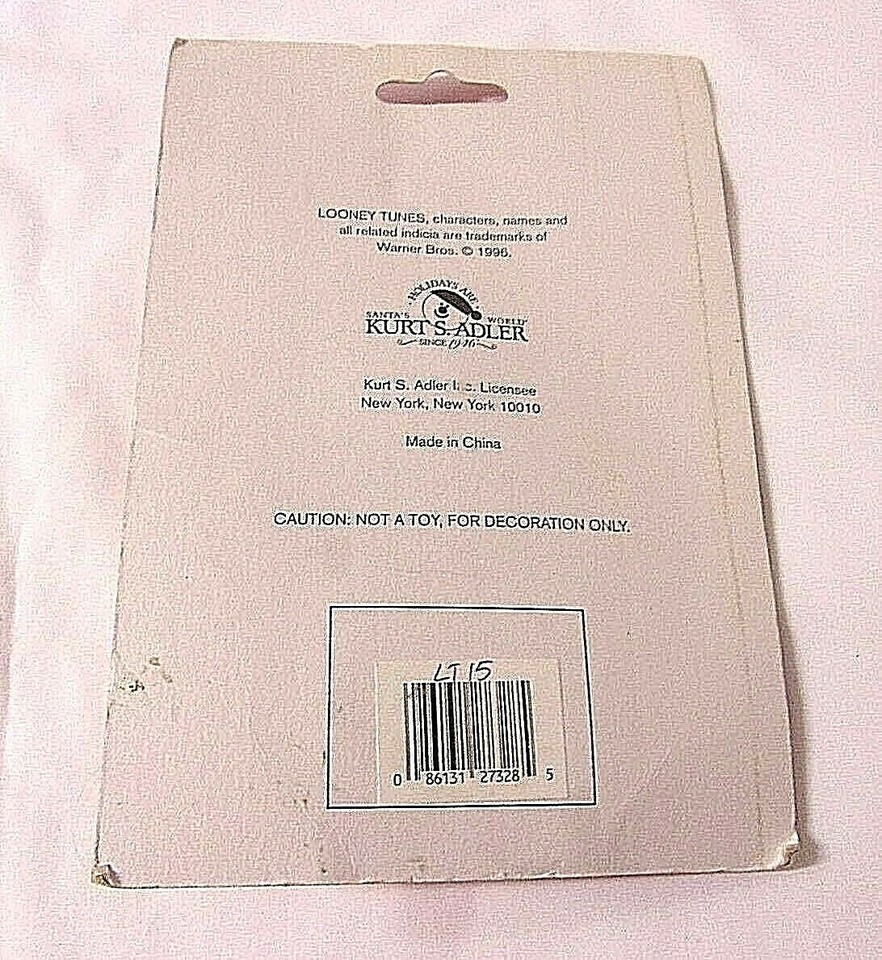 LOONEY TUNES, characters, names and
all related indicia are trademarks of
Warner Bros. © 1996.
· HOLIDAYS ARE ·
SANTA'S WORLD
KURT S. ADLER
SINCE 1946
Kurt S. Adler Licensee
New York, New York 10010
Made in China
CAUTION: NOT A TOY, FOR DECORATION ONLY.
LT 15
0 86131 27328 5